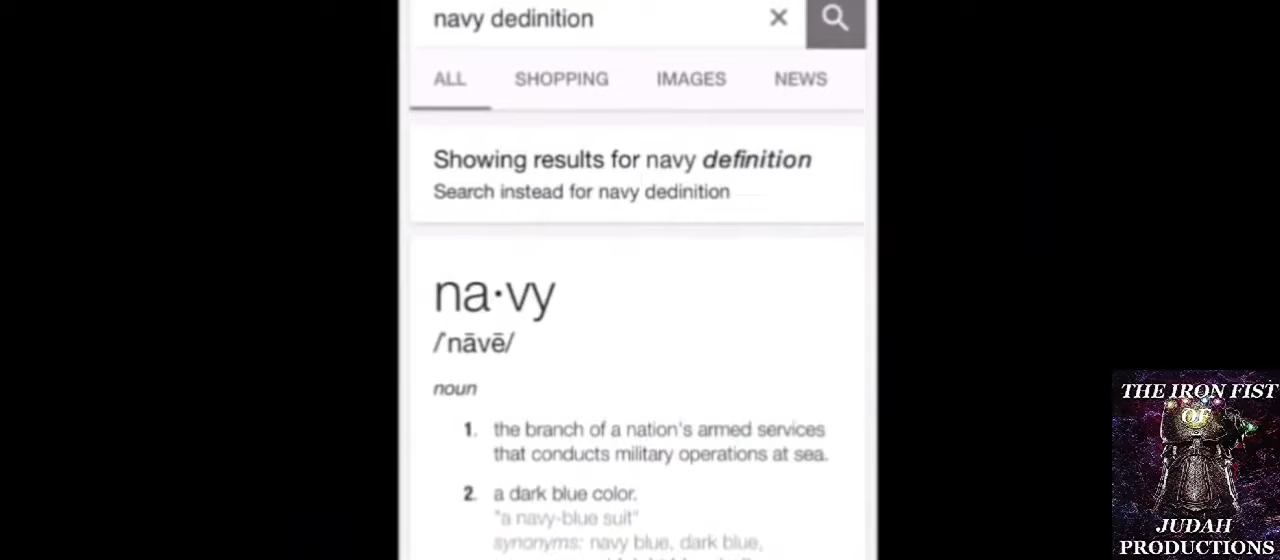 navy dedinition
ALL SHOPPING IMAGES NEWS
Showing results for navy definition
Search instead for navy dedinition
na·vy
/ˈnāvē/
noun
1. the branch of a nation's armed services
that conducts military operations at sea.
2. a dark blue color.
"a navy-blue suit"
synonyms: navy blue, dark blue,
THE IRON FIST
OF
JUDAH
PRODUCTIONS